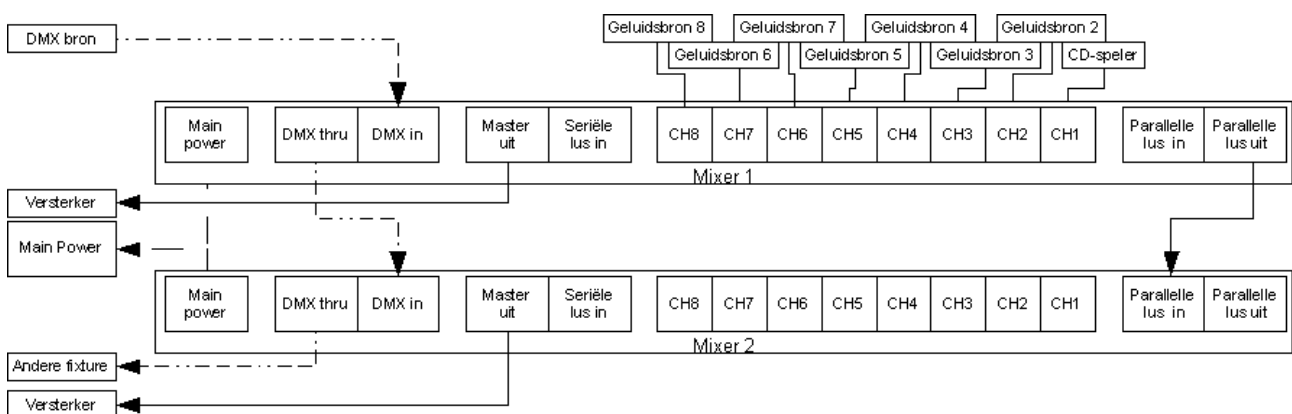 Geluidsbron 8
Geluidsbron 7
Geluidsbron 4
Geluidsbron 2
DMX bron
Geluidsbron 6
Geluidsbron 5
Geluidsbron 3
CD-speler
Main
power
DMX thru
DMX in
Master
uit
Seriële
lus in
CH8
CH7
CH6
CH5
CH4
CH3
CH2
CH1
Parallelle
lus in
Parallelle
lus uit
Mixer 1
Versterker
Main Power
Main
power
DMX thru
DMX in
Master
uit
Seriële
lus in
CH8
CH7
CH6
CH5
CH4
CH3
CH2
CH1
Parallelle
lus in
Parallelle
lus uit
Mixer 2
Andere fixture
Versterker